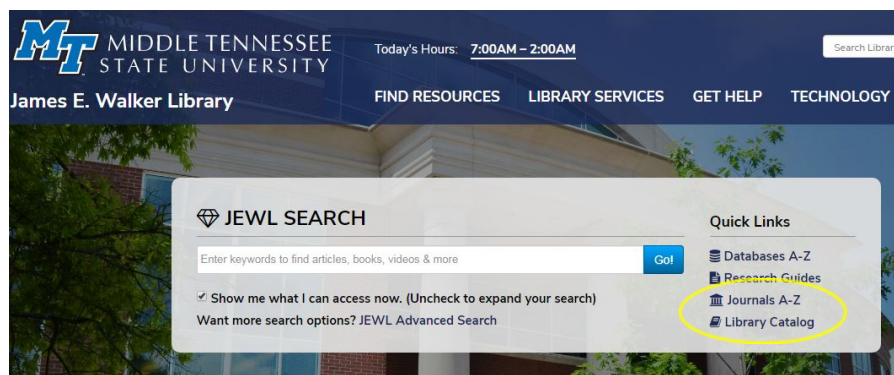 MT MIDDLE TENNESSEE
STATE UNIVERSITY
James E. Walker Library
Today's Hours: 7:00AM – 2:00AM
Search Librar
FIND RESOURCES LIBRARY SERVICES GET HELP TECHNOLOGY
JEWL SEARCH
Enter keywords to find articles, books, videos & more
Go!
Show me what I can access now. (Uncheck to expand your search)
Want more search options? JEWL Advanced Search
Quick Links
Databases A-Z
Research Guides
Journals A-Z
Library Catalog